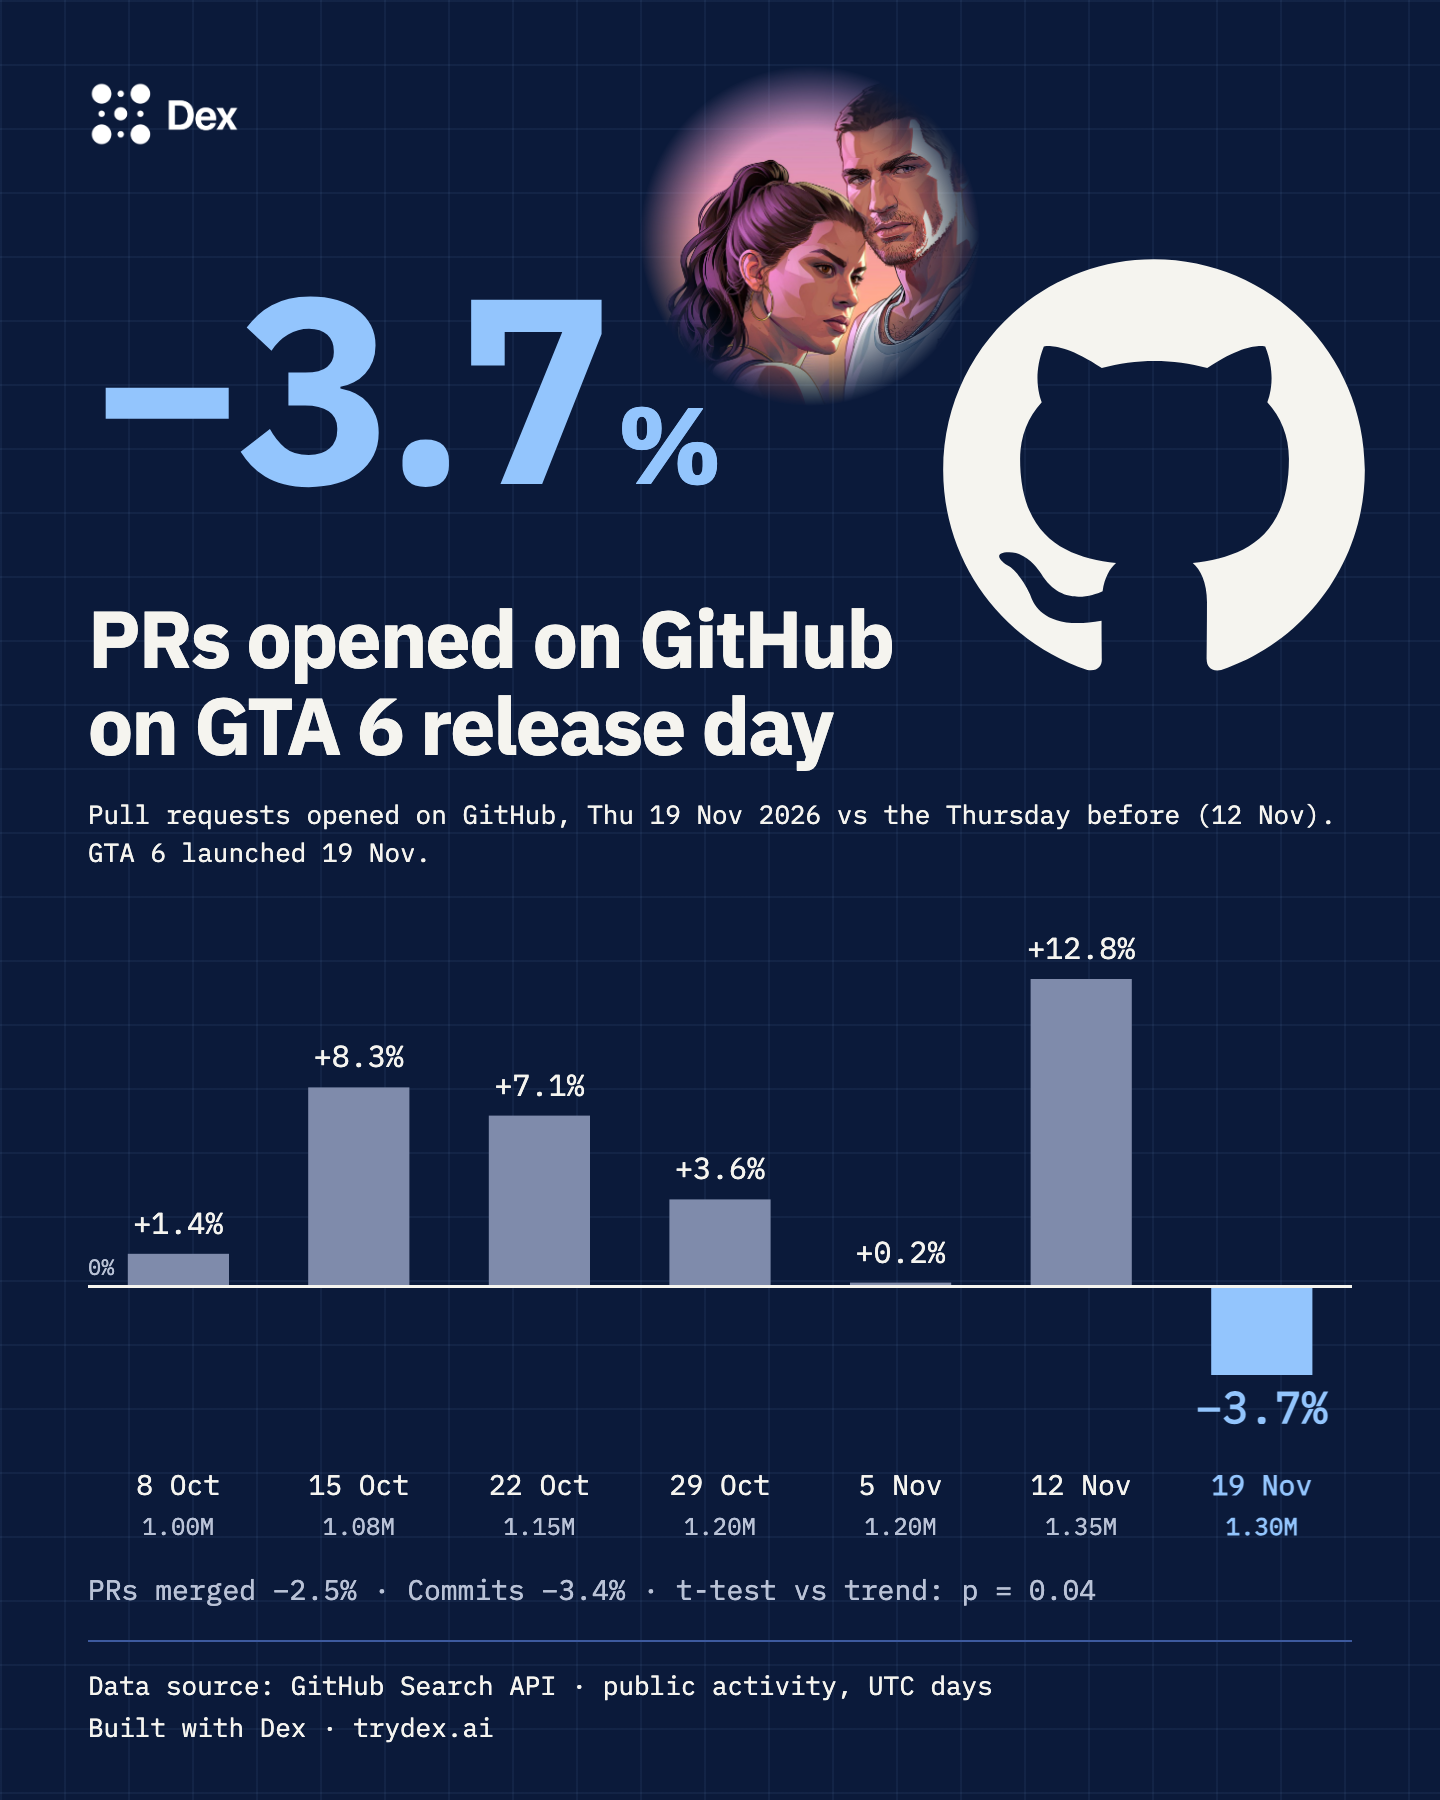 Dex
−3.7%
PRs opened on GitHub
on GTA 6 release day
Pull requests opened on GitHub, Thu 19 Nov 2026 vs the Thursday before (12 Nov).
GTA 6 launched 19 Nov.
+12.8%
+8.3%
+7.1%
+3.6%
+1.4%
+0.2%
0%
−3.7%
8 Oct 15 Oct 22 Oct 29 Oct 5 Nov 12 Nov 19 Nov
1.00M 1.08M 1.15M 1.20M 1.20M 1.35M 1.30M
PRs merged −2.5% · Commits −3.4% · t-test vs trend: p = 0.04
Data source: GitHub Search API · public activity, UTC days
Built with Dex · trydex.ai